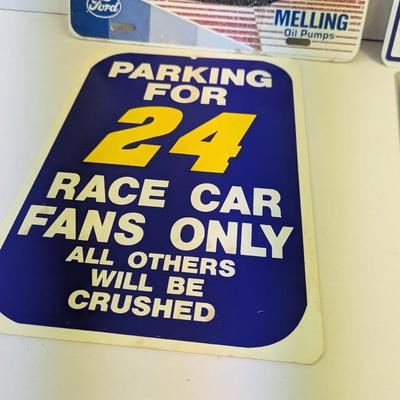 Ford
MELLING
Oil Pumps
PARKING
FOR
24
RACE CAR
FANS ONLY
ALL OTHERS
WILL BE
CRUSHED